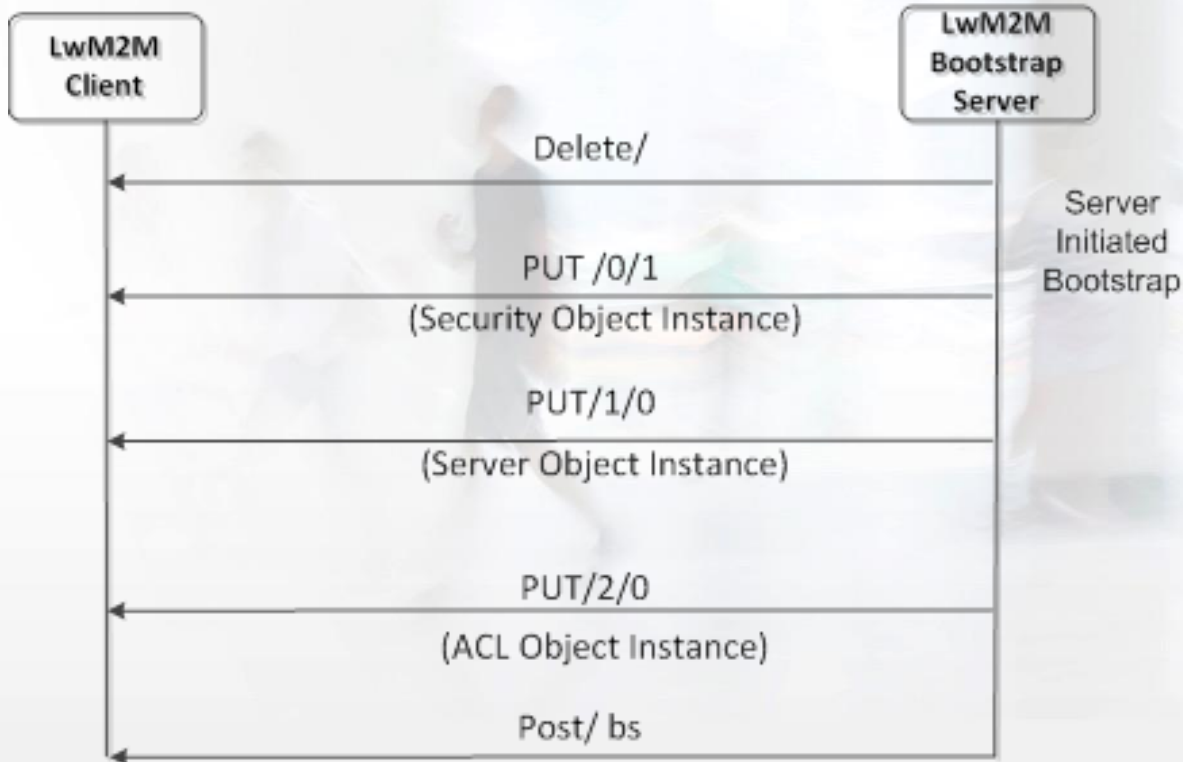 LwM2M
Client
LwM2M
Bootstrap
Server
Delete/
Server
Initiated
Bootstrap
PUT /0/1
(Security Object Instance)
PUT/1/0
(Server Object Instance)
PUT/2/0
(ACL Object Instance)
Post/ bs